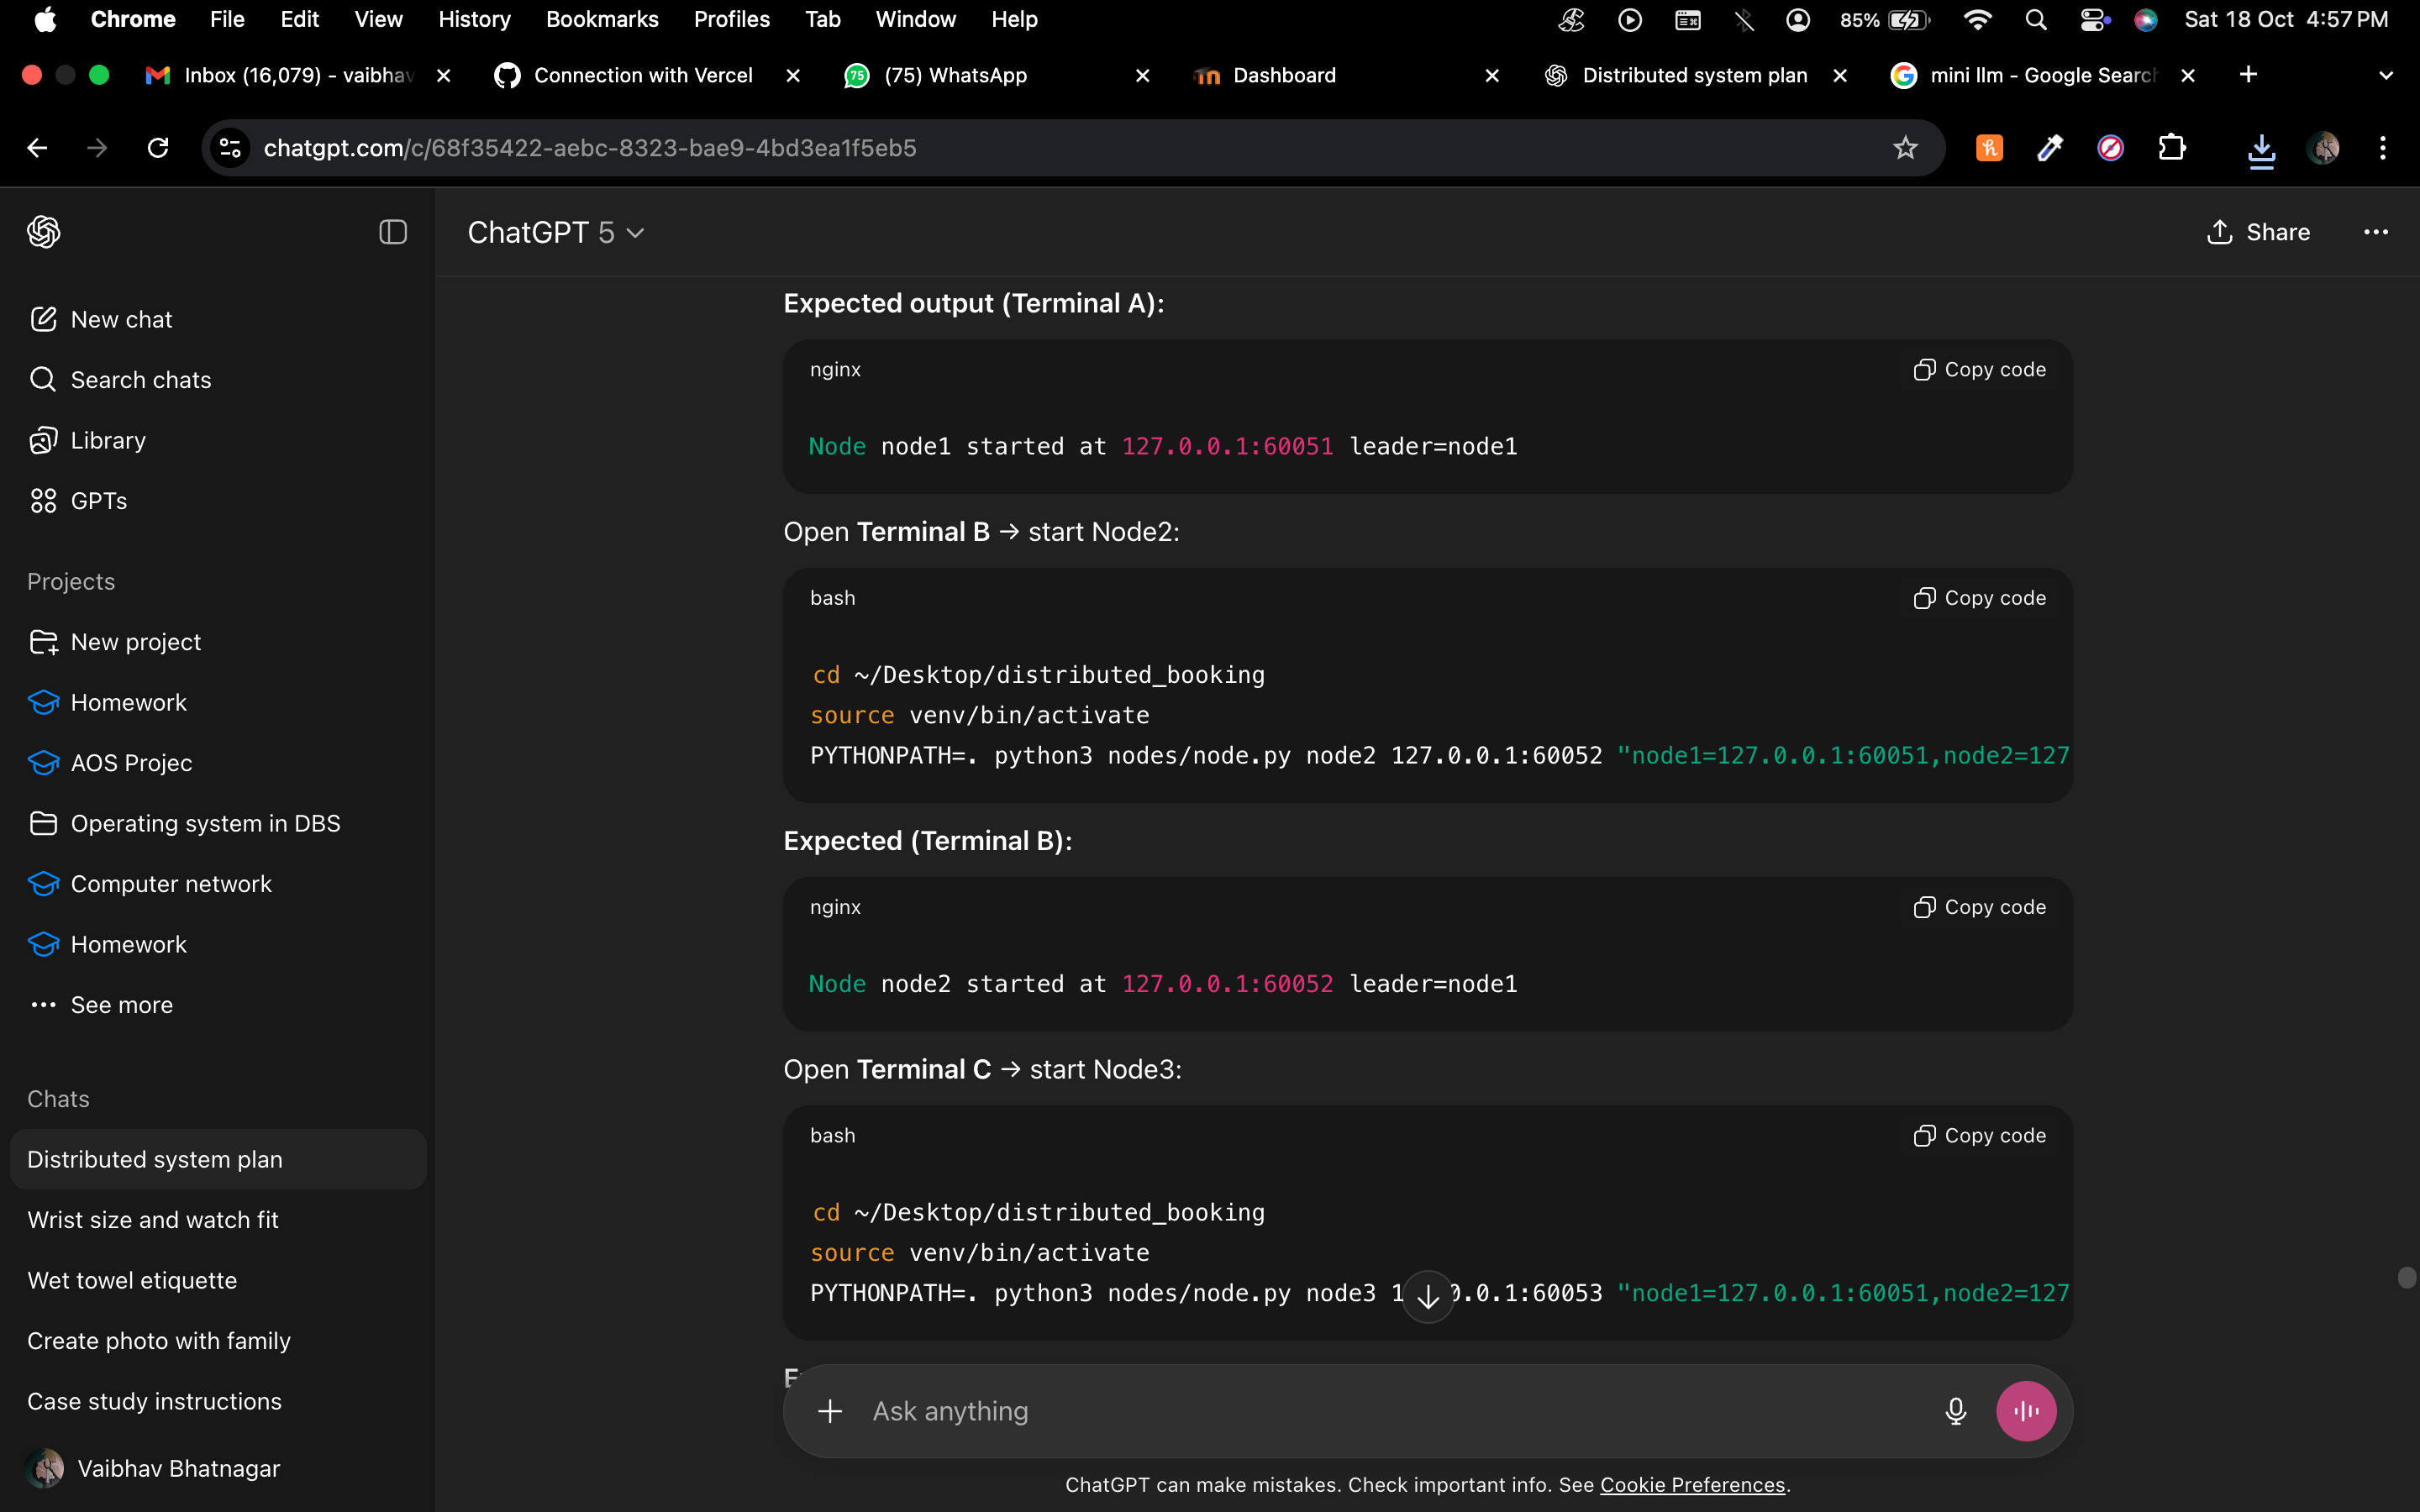 Chrome File Edit View History Bookmarks Profiles Tab Window Help 85% Sat 18 Oct 4:57 PM
Inbox (16,079) - vaibhav Connection with Vercel 75 (75) WhatsApp Dashboard Distributed system plan mini llm - Google Search
chatgpt.com/c/68f35422-aebc-8323-bae9-4bd3ea1f5eb5
ChatGPT 5
Share
New chat
Search chats
Library
GPTs
Projects
New project
Homework
AOS Projec
Operating system in DBS
Computer network
Homework
See more
Chats
Distributed system plan
Wrist size and watch fit
Wet towel etiquette
Create photo with family
Case study instructions
Vaibhav Bhatnagar
Expected output (Terminal A):
nginx Copy code
Node node1 started at 127.0.0.1:60051 leader=node1
Open Terminal B → start Node2:
bash Copy code
cd ~/Desktop/distributed_booking
source venv/bin/activate
PYTHONPATH=. python3 nodes/node.py node2 127.0.0.1:60052 "node1=127.0.0.1:60051,node2=127
Expected (Terminal B):
nginx Copy code
Node node2 started at 127.0.0.1:60052 leader=node1
Open Terminal C → start Node3:
bash Copy code
cd ~/Desktop/distributed_booking
source venv/bin/activate
PYTHONPATH=. python3 nodes/node.py node3 1 0.0.1:60053 "node1=127.0.0.1:60051,node2=127
Ask anything
ChatGPT can make mistakes. Check important info. See Cookie Preferences.